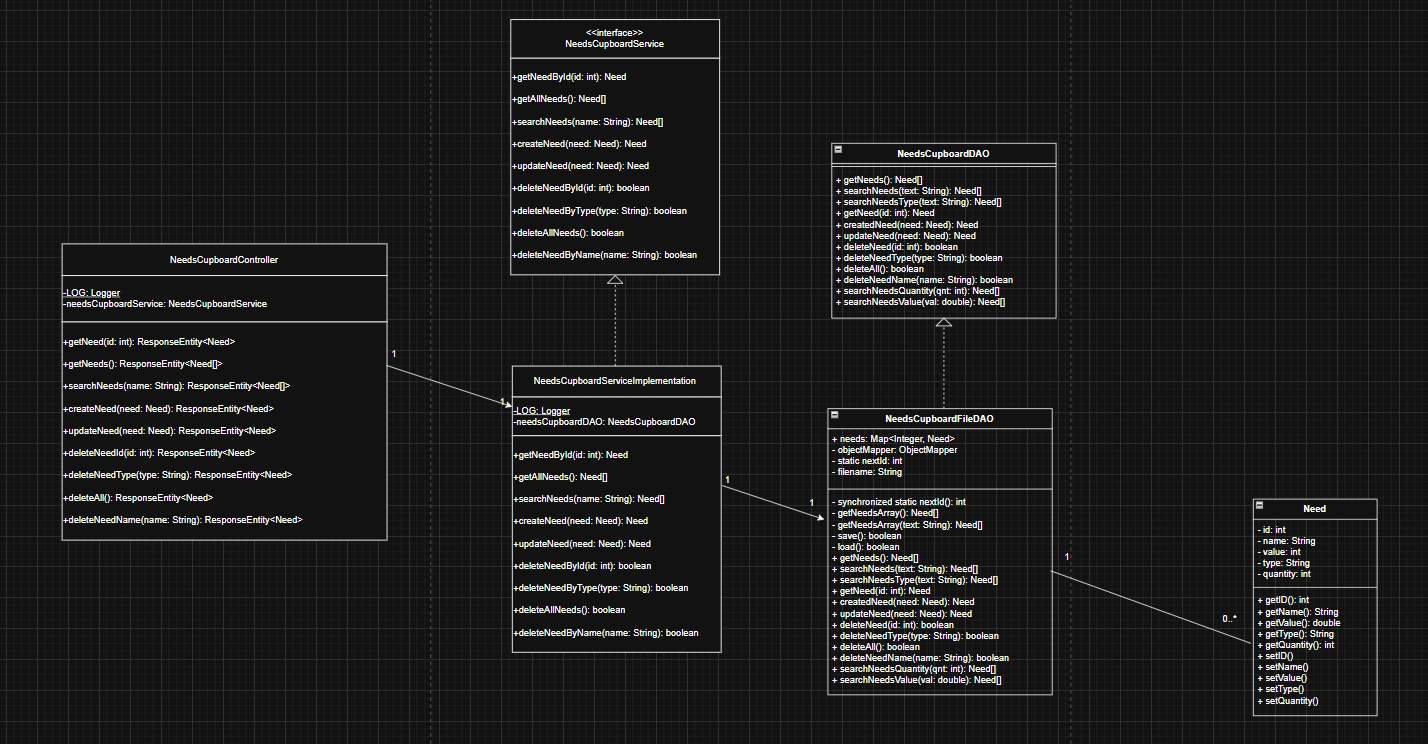 <<interface>>
NeedsCupboardService
+getNeedById(id: int): Need
+getAllNeeds(): Need[]
+searchNeeds(name: String): Need[]
+createNeed(need: Need): Need
+updateNeed(need: Need): Need
+deleteNeedById(id: int): boolean
+deleteNeedByType(type: String): boolean
+deleteAllNeeds(): boolean
+deleteNeedByName(name: String): boolean
NeedsCupboardDAO
+ getNeeds(): Need[]
+ searchNeeds(text: String): Need[]
+ searchNeedsType(text: String): Need[]
+ getNeed(id: int): Need
+ createdNeed(need: Need): Need
+ updateNeed(need: Need): Need
+ deleteNeed(id: int): boolean
+ deleteNeedType(type: String): boolean
+ deleteAll(): boolean
+ deleteNeedName(name: String): boolean
+ searchNeedsQuantity(qnt: int): Need[]
+ searchNeedsValue(val: double): Need[]
NeedsCupboardController
-LOG: Logger
-needsCupboardService: NeedsCupboardService
+getNeed(id: int): ResponseEntity<Need>
+getNeeds(): ResponseEntity<Need[]>
+searchNeeds(name: String): ResponseEntity<Need[]>
+createNeed(need: Need): ResponseEntity<Need>
+updateNeed(need: Need): ResponseEntity<Need>
+deleteNeedId(id: int): ResponseEntity<Need>
+deleteNeedType(type: String): ResponseEntity<Need>
+deleteAll(): ResponseEntity<Need>
+deleteNeedName(name: String): ResponseEntity<Need>
1
1
NeedsCupboardServiceImplementation
-LOG: Logger
-needsCupboardDAO: NeedsCupboardDAO
+getNeedById(id: int): Need
+getAllNeeds(): Need[]
+searchNeeds(name: String): Need[]
+createNeed(need: Need): Need
+updateNeed(need: Need): Need
+deleteNeedById(id: int): boolean
+deleteNeedByType(type: String): boolean
+deleteAllNeeds(): boolean
+deleteNeedByName(name: String): boolean
1
1
NeedsCupboardFileDAO
+ needs: Map<Integer, Need>
- objectMapper: ObjectMapper
- static nextId: int
- filename: String
- synchronized static nextId(): int
- getNeedsArray(): Need[]
- getNeedsArray(text: String): Need[]
- save(): boolean
- load(): boolean
+ getNeeds(): Need[]
+ searchNeeds(text: String): Need[]
+ searchNeedsType(text: String): Need[]
+ getNeed(id: int): Need
+ createdNeed(need: Need): Need
+ updateNeed(need: Need): Need
+ deleteNeed(id: int): boolean
+ deleteNeedType(type: String): boolean
+ deleteAll(): boolean
+ deleteNeedName(name: String): boolean
+ searchNeedsQuantity(qnt: int): Need[]
+ searchNeedsValue(val: double): Need[]
1
0..*
Need
- id: int
- name: String
- value: int
- type: String
- quantity: int
+ getID(): int
+ getName(): String
+ getValue(): double
+ getType(): String
+ getQuantity(): int
+ setID()
+ setName()
+ setValue()
+ setType()
+ setQuantity()